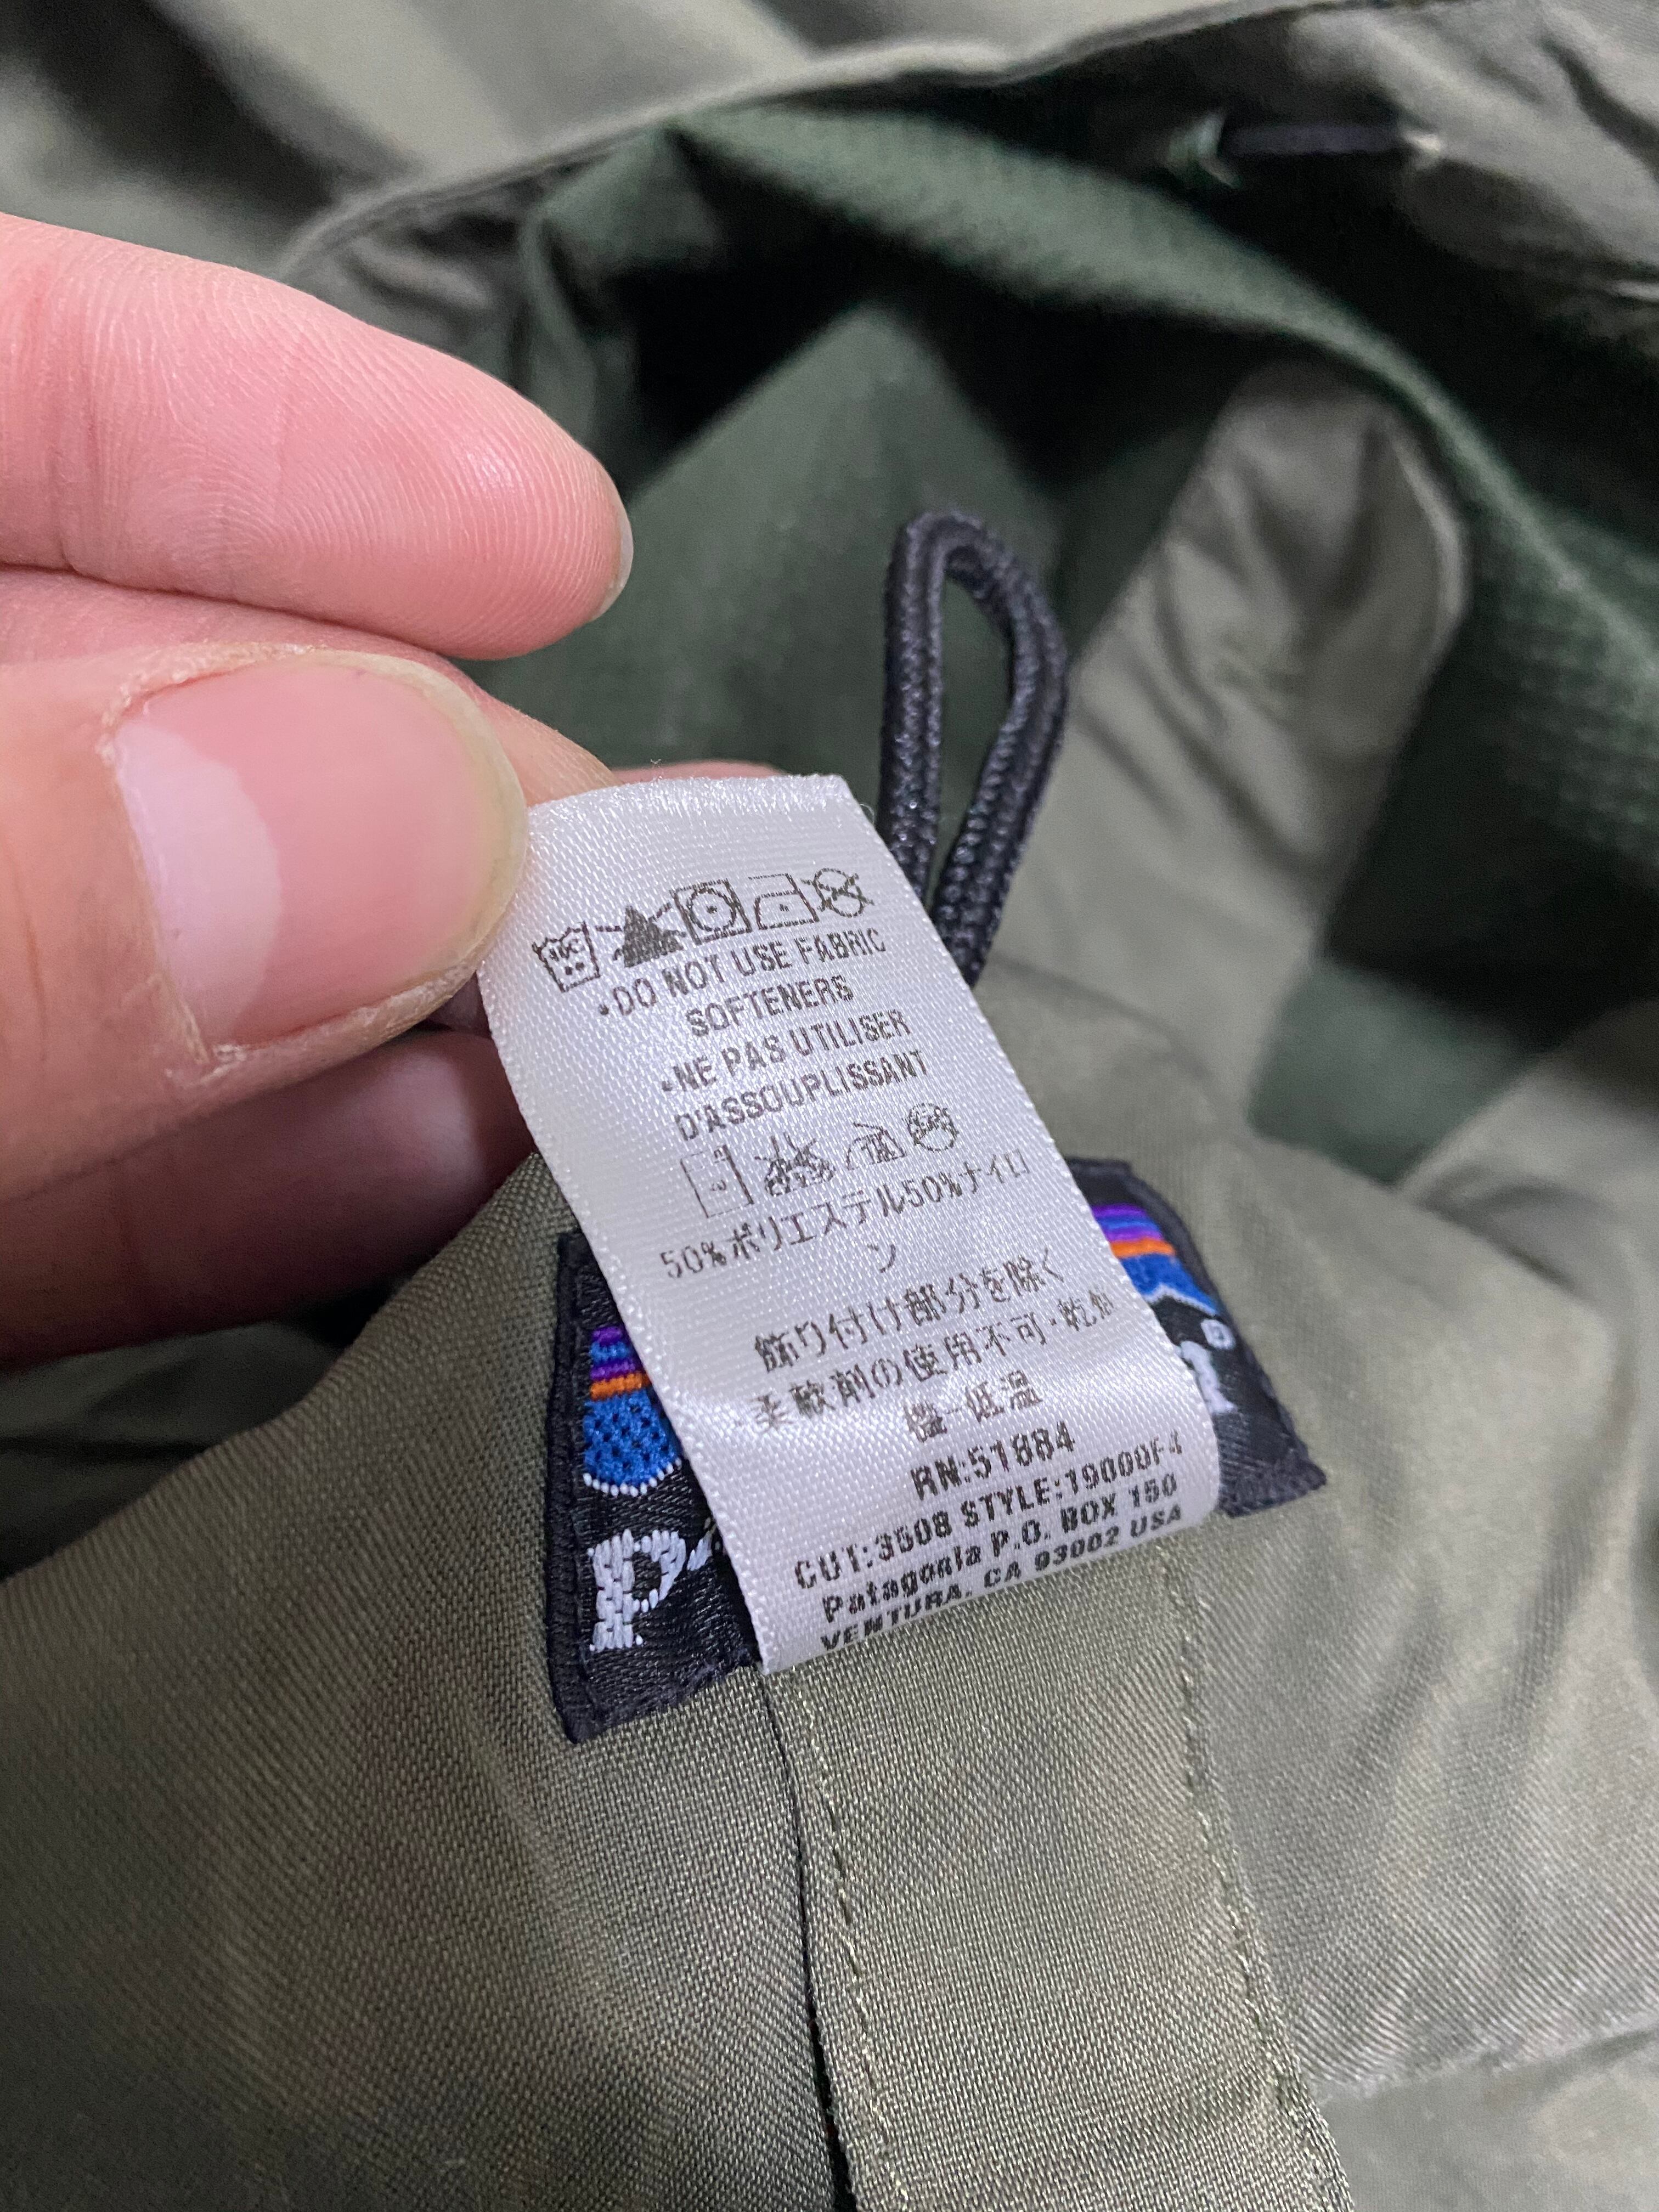 30C
•DO NOT USE FABRIC
SOFTENERS
•NE PAS UTILISER
D'ASSOUPLISSANT
50%ポリエステル50%ナイロ
ン
飾り付け部分を除く
柔軟剤の使用不可・乾燥
機-低温
RN:51884
CUT:3508 STYLE:19000F4
Patagonia P.O. BOX 150
VENTURA, CA 93002 USA